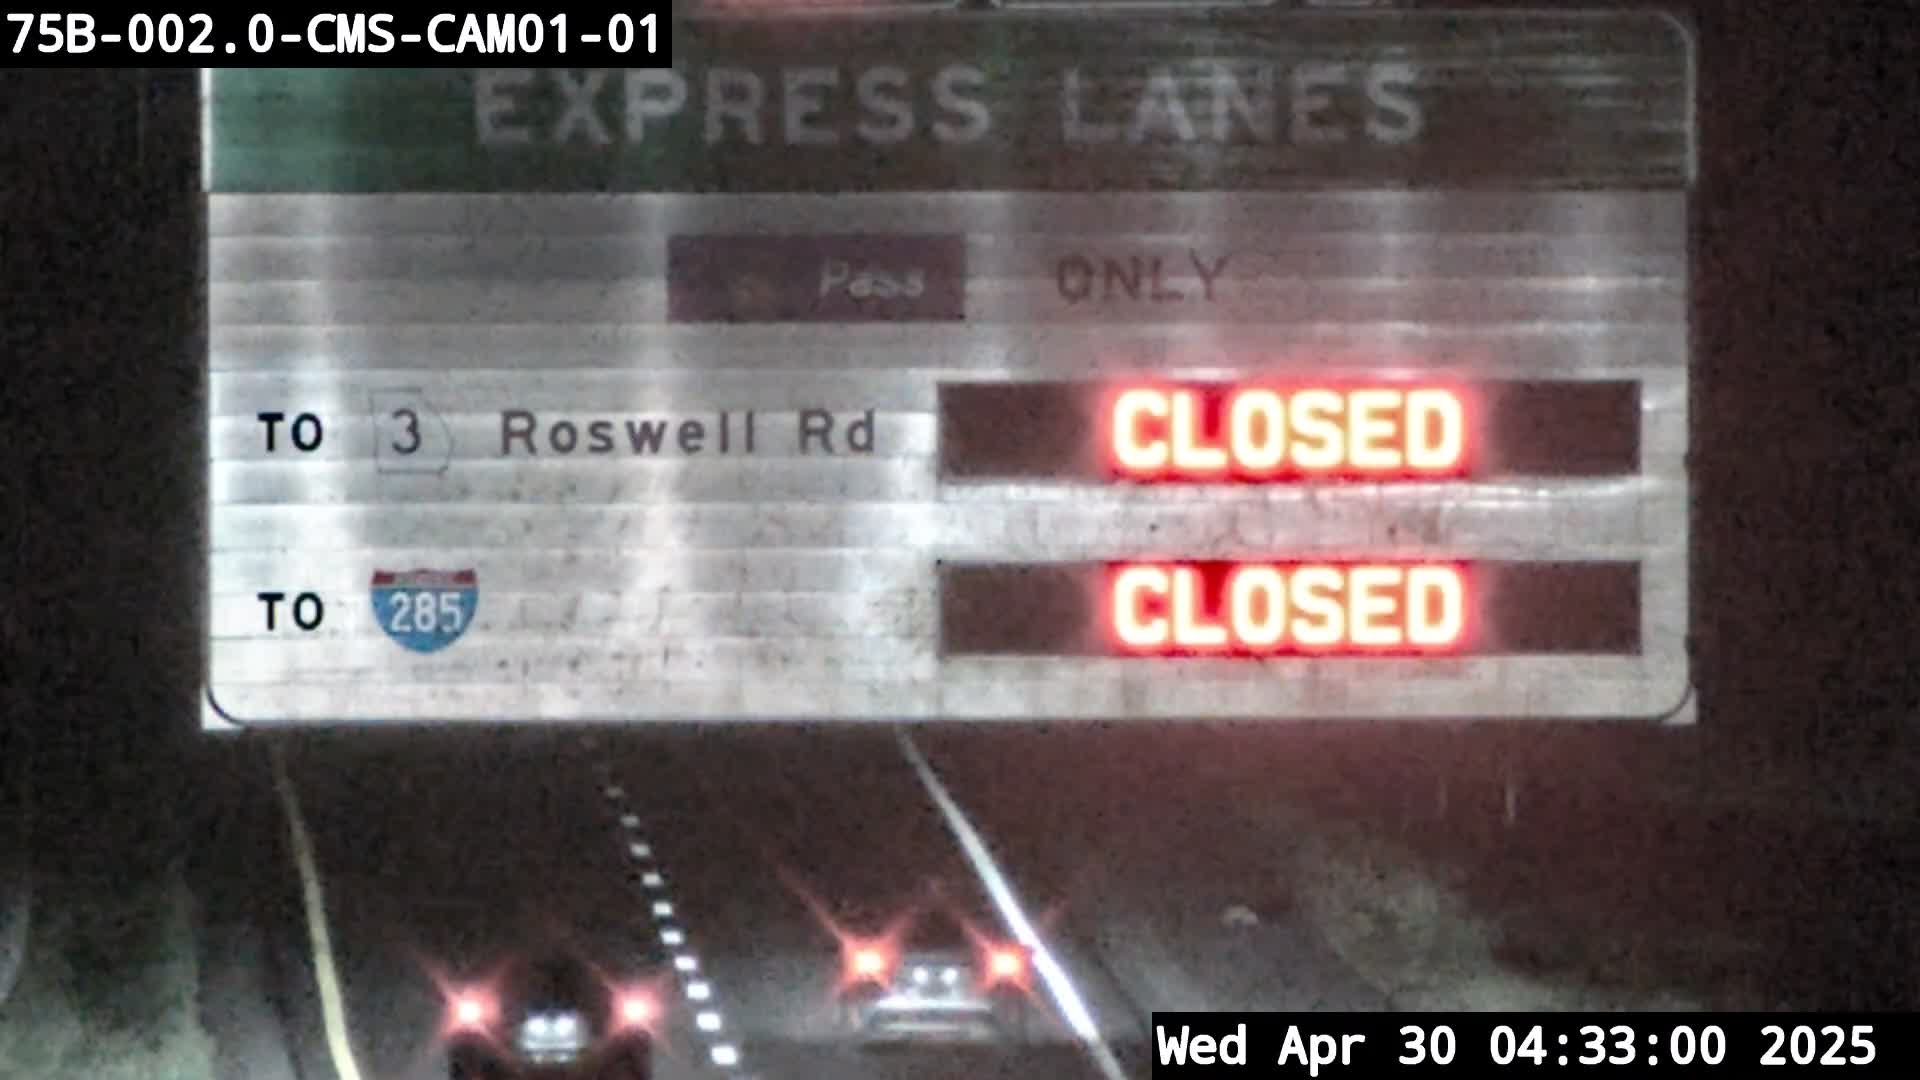 75B-002.0-CMS-CAM01-01
EXPRESS LANES
Pass ONLY
TO 3 Roswell Rd CLOSED
TO 285 CLOSED
Wed Apr 30 04:33:00 2025